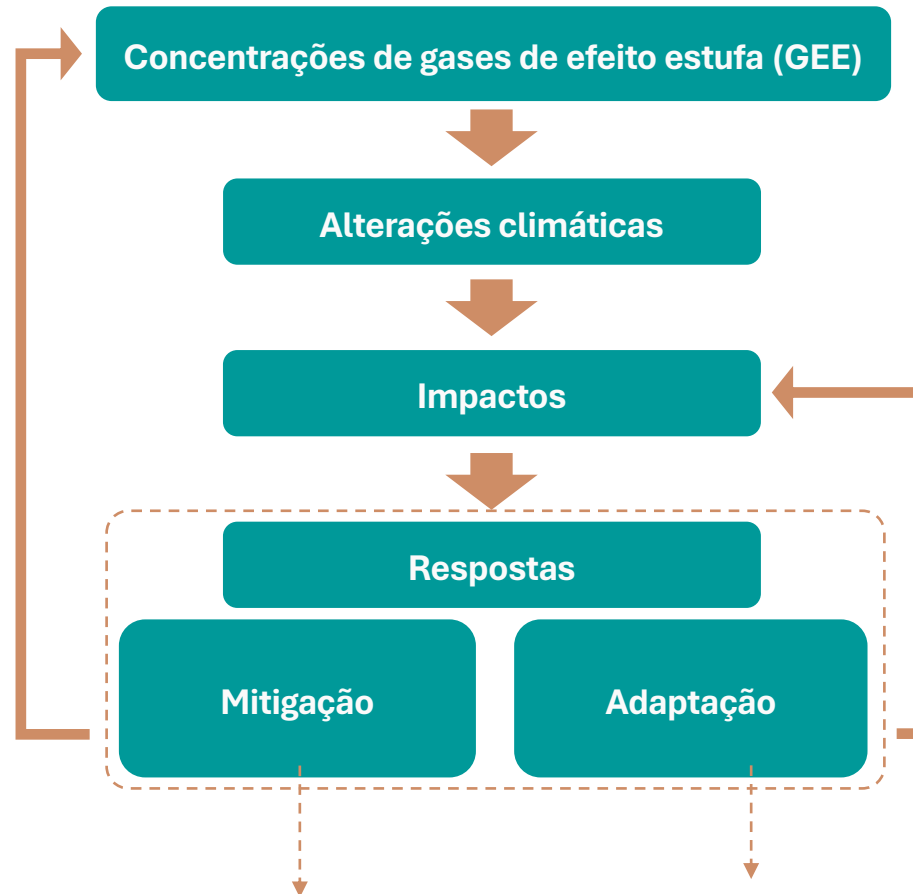 Concentrações de gases de efeito estufa (GEE)
Alterações climáticas
Impactos
Respostas
Mitigação
Adaptação